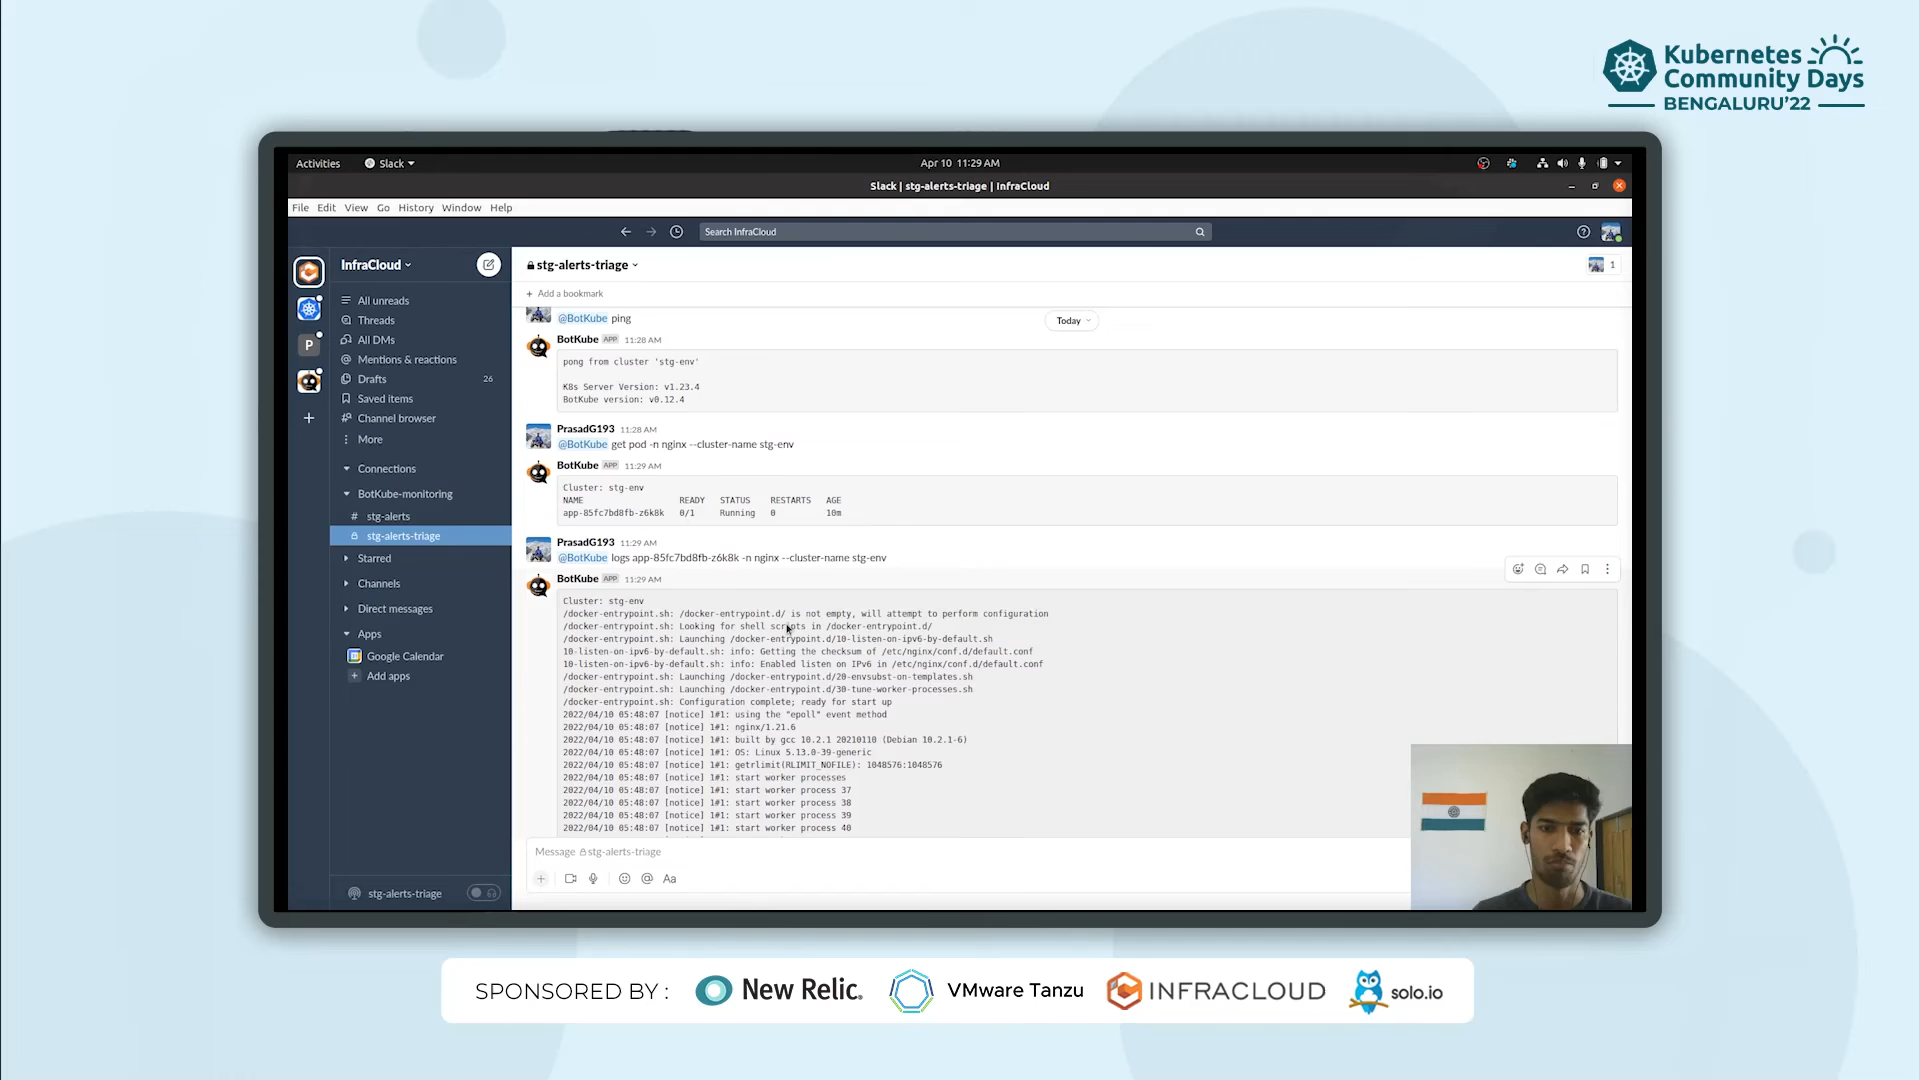 Kubernetes
Community Days
BENGALURU'22
Activities
Slack
Apr 10 11:29 AM
Slack | stg-alerts-triage | InfraCloud
File Edit View Go History Window Help
Search InfraCloud
InfraCloud
P
All unreads
Threads
All DMs
Mentions & reactions
Drafts 26
Saved items
Channel browser
More
Connections
BotKube-monitoring
# stg-alerts
stg-alerts-triage
Starred
Channels
Direct messages
Apps
Google Calendar
+ Add apps
stg-alerts-triage
stg-alerts-triage
1
+ Add a bookmark
Today
@BotKube ping
BotKube APP 11:28 AM
pong from cluster 'stg-env'
K8s Server Version: v1.23.4
BotKube version: v0.12.4
PrasadG193 11:28 AM
@BotKube get pod -n nginx --cluster-name stg-env
BotKube APP 11:29 AM
Cluster: stg-env
NAME READY STATUS RESTARTS AGE
app-85fc7bd8fb-z6k8k 0/1 Running 0 10m
PrasadG193 11:29 AM
@BotKube logs app-85fc7bd8fb-z6k8k -n nginx --cluster-name stg-env
BotKube APP 11:29 AM
Cluster: stg-env
/docker-entrypoint.sh: /docker-entrypoint.d/ is not empty, will attempt to perform configuration
/docker-entrypoint.sh: Looking for shell scripts in /docker-entrypoint.d/
/docker-entrypoint.sh: Launching /docker-entrypoint.d/10-listen-on-ipv6-by-default.sh
10-listen-on-ipv6-by-default.sh: info: Getting the checksum of /etc/nginx/conf.d/default.conf
10-listen-on-ipv6-by-default.sh: info: Enabled listen on IPv6 in /etc/nginx/conf.d/default.conf
/docker-entrypoint.sh: Launching /docker-entrypoint.d/20-envsubst-on-templates.sh
/docker-entrypoint.sh: Launching /docker-entrypoint.d/30-tune-worker-processes.sh
/docker-entrypoint.sh: Configuration complete; ready for start up
2022/04/10 05:48:07 [notice] 1#1: using the "epoll" event method
2022/04/10 05:48:07 [notice] 1#1: nginx/1.21.6
2022/04/10 05:48:07 [notice] 1#1: built by gcc 10.2.1 20210110 (Debian 10.2.1-6)
2022/04/10 05:48:07 [notice] 1#1: OS: Linux 5.13.0-39-generic
2022/04/10 05:48:07 [notice] 1#1: getrlimit(RLIMIT_NOFILE): 1048576:1048576
2022/04/10 05:48:07 [notice] 1#1: start worker processes
2022/04/10 05:48:07 [notice] 1#1: start worker process 37
2022/04/10 05:48:07 [notice] 1#1: start worker process 38
2022/04/10 05:48:07 [notice] 1#1: start worker process 39
2022/04/10 05:48:07 [notice] 1#1: start worker process 40
Message stg-alerts-triage
Aa
SPONSORED BY :
New Relic.
VMware Tanzu
INFRACLOUD
solo.io